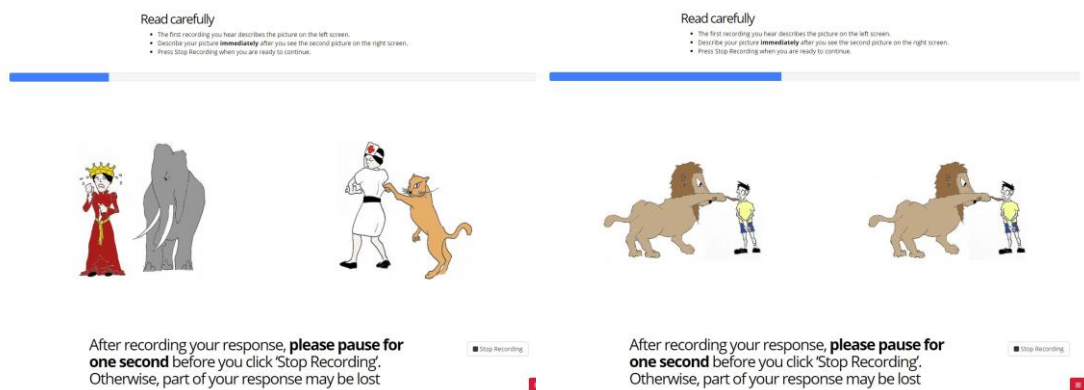 Read carefully
• The first recording you hear describes the picture on the left screen.
• Describe your picture immediately after you see the second picture on the right screen.
• Press Stop Recording when you are ready to continue.
After recording your response, please pause for
one second before you click 'Stop Recording'.
Otherwise, part of your response may be lost
Stop Recording
Read carefully
• The first recording you hear describes the picture on the left screen.
• Describe your picture immediately after you see the second picture on the right screen.
• Press Stop Recording when you are ready to continue.
After recording your response, please pause for
one second before you click 'Stop Recording'.
Otherwise, part of your response may be lost
Stop Recording